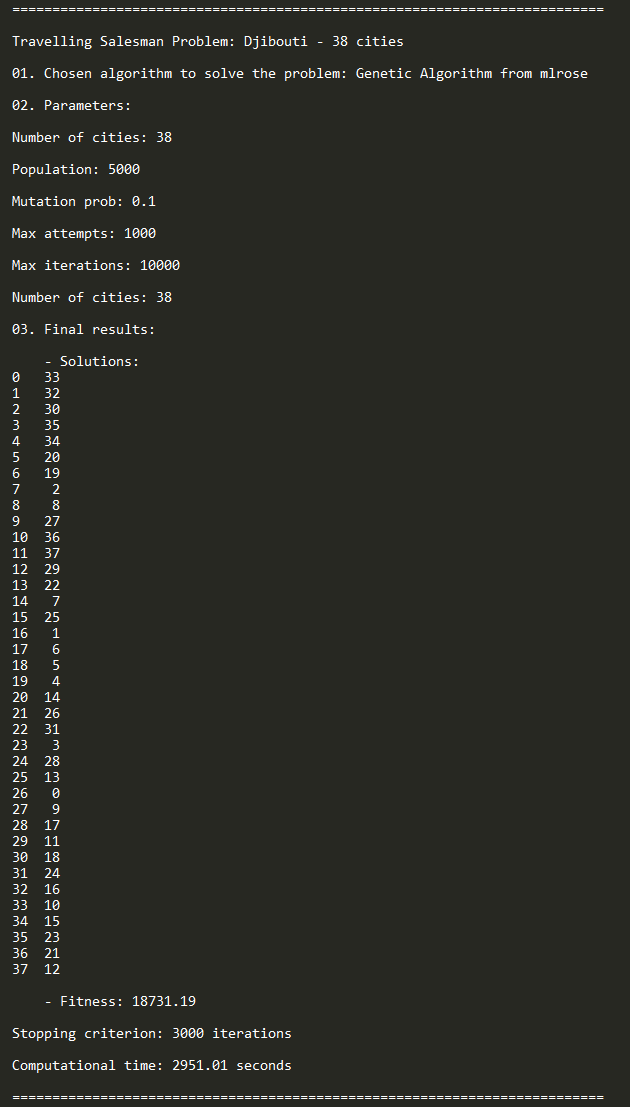 ==========================================================================
Travelling Salesman Problem: Djibouti - 38 cities
01. Chosen algorithm to solve the problem: Genetic Algorithm from mlrose
02. Parameters:
Number of cities: 38
Population: 5000
Mutation prob: 0.1
Max attempts: 1000
Max iterations: 10000
Number of cities: 38
03. Final results:
    - Solutions:
0   33
1   32
2   30
3   35
4   34
5   20
6   19
7    2
8    8
9   27
10  36
11  37
12  29
13  22
14   7
15  25
16   1
17   6
18   5
19   4
20  14
21  26
22  31
23   3
24  28
25  13
26   0
27   9
28  17
29  11
30  18
31  24
32  16
33  10
34  15
35  23
36  21
37  12
    - Fitness: 18731.19
Stopping criterion: 3000 iterations
Computational time: 2951.01 seconds
==========================================================================